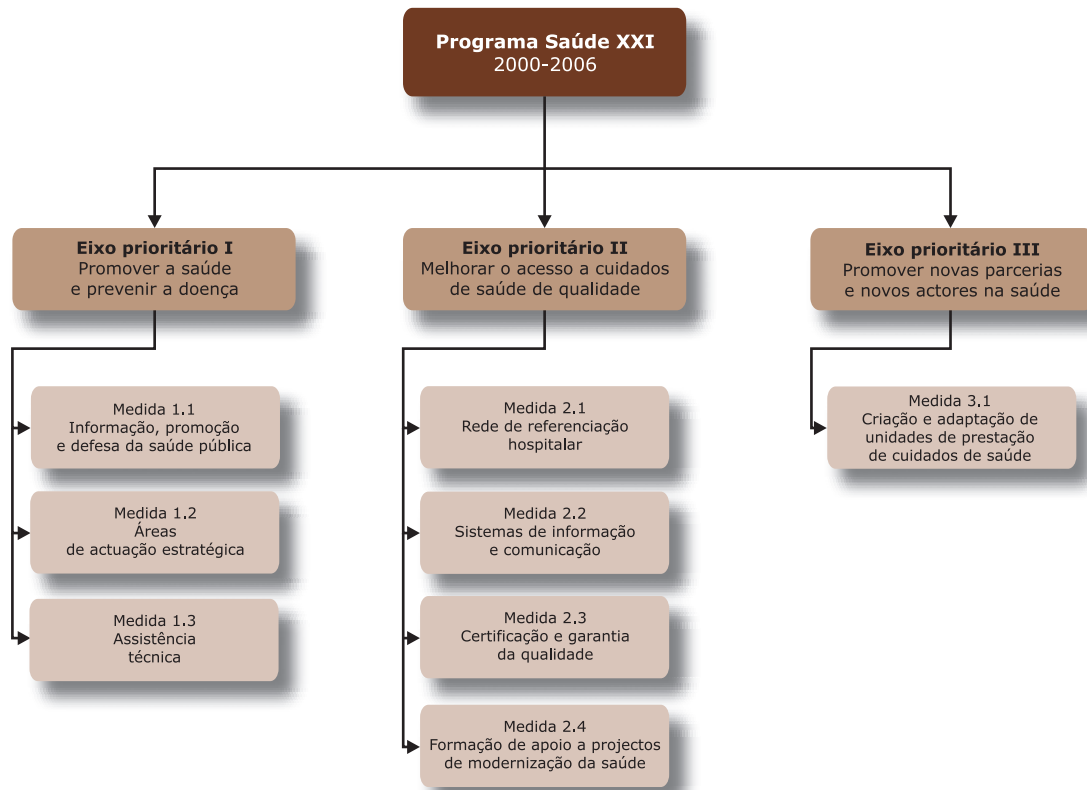 Programa Saúde XXI
2000-2006
Eixo prioritário I
Promover a saúde
e prevenir a doença
Eixo prioritário II
Melhorar o acesso a cuidados
de saúde de qualidade
Eixo prioritário III
Promover novas parcerias
e novos actores na saúde
Medida 1.1
Informação, promoção
e defesa da saúde pública
Medida 1.2
Áreas
de actuação estratégica
Medida 1.3
Assistência
técnica
Medida 2.1
Rede de referenciação
hospitalar
Medida 2.2
Sistemas de informação
e comunicação
Medida 2.3
Certificação e garantia
da qualidade
Medida 2.4
Formação de apoio a projectos
de modernização da saúde
Medida 3.1
Criação e adaptação de
unidades de prestação
de cuidados de saúde